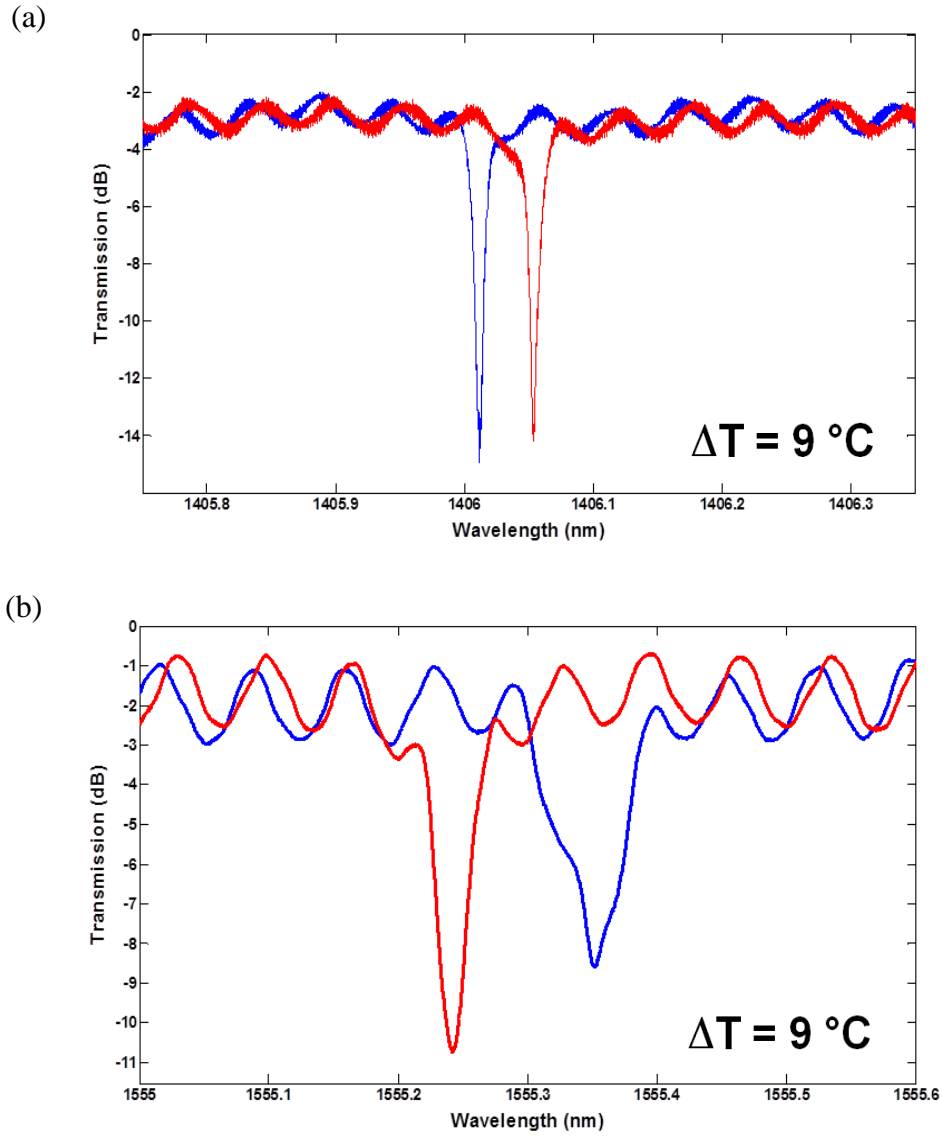 (a)
0
-2
-4
-6
-8
-10
-12
-14
Transmission (dB)
ΔT = 9 °C
1405.8 1405.9 1406 1406.1 1406.2 1406.3
Wavelength (nm)
(b)
0
-1
-2
-3
-4
-5
-6
-7
-8
-9
-10
-11
Transmission (dB)
ΔT = 9 °C
1555 1555.1 1555.2 1555.3 1555.4 1555.5 1555.6
Wavelength (nm)